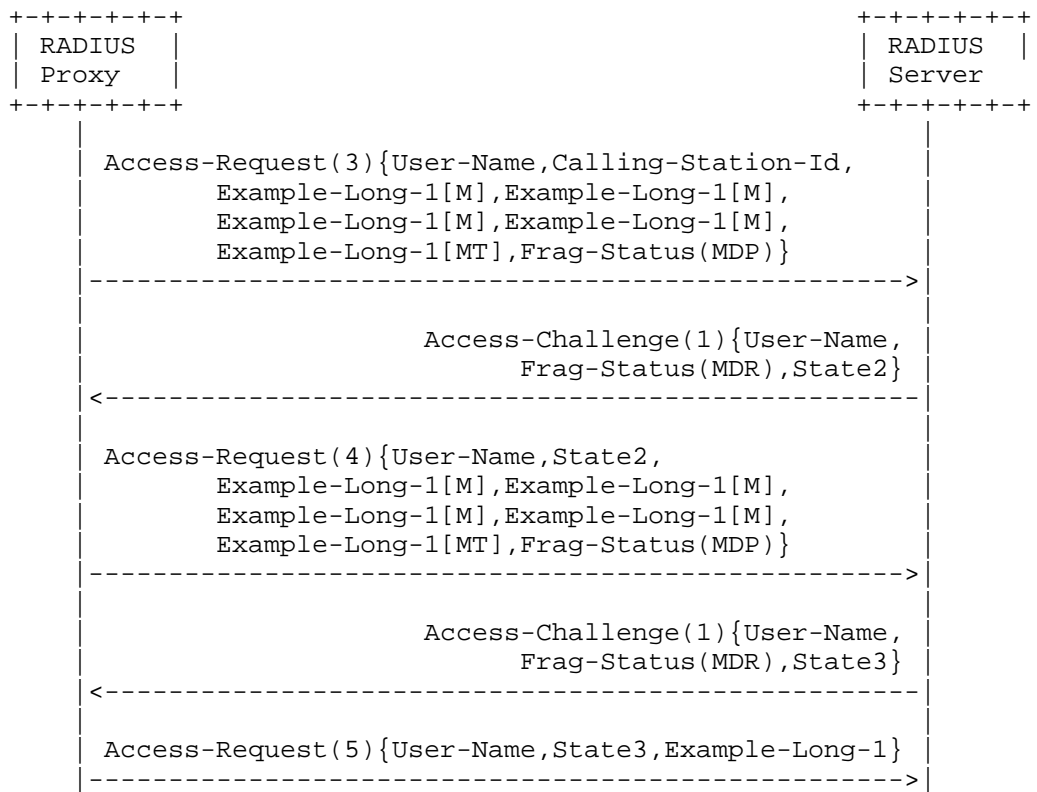 +-+-+-+-+-+ +-+-+-+-+-+
| RADIUS | | RADIUS |
| Proxy | | Server
+-+-+-+-+-+ +-+-+-+-+-+
Access-Request(3){User-Name,Calling-Station-Id,
Example-Long-1[M],Example-Long-1[M],
Example-Long-1[M],Example-Long-1[M],
Example-Long-1[MT],Frag-Status(MDP)}
Access-Challenge(1){User-Name,
Frag-Status(MDR),State2}
Access-Request(4){User-Name,State2,
Example-Long-1[M],Example-Long-1[M],
Example-Long-1[M],Example-Long-1[M],
Example-Long-1[MT],Frag-Status(MDP)}
Access-Challenge(1){User-Name,
Frag-Status(MDR),State3}
Access-Request(5){User-Name,State3,Example-Long-1}